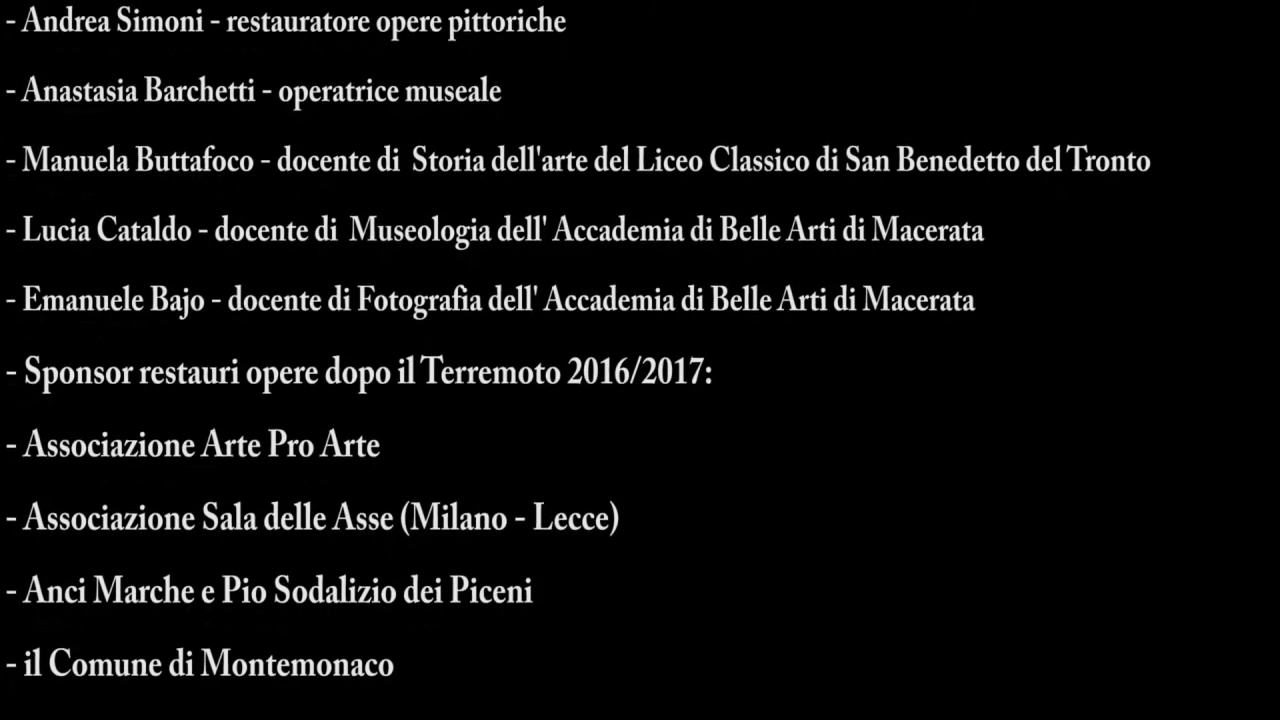 - Andrea Simoni - restauratore opere pittoriche
- Anastasia Barchetti - operatrice museale
- Manuela Buttafoco - docente di  Storia dell'arte del Liceo Classico di San Benedetto del Tronto
- Lucia Cataldo - docente di  Museologia dell' Accademia di Belle Arti di Macerata
- Emanuele Bajo - docente di Fotografia dell' Accademia di Belle Arti di Macerata
- Sponsor restauri opere dopo il Terremoto 2016/2017:
- Associazione Arte Pro Arte
- Associazione Sala delle Asse (Milano - Lecce)
- Anci Marche e Pio Sodalizio dei Piceni
- il Comune di Montemonaco